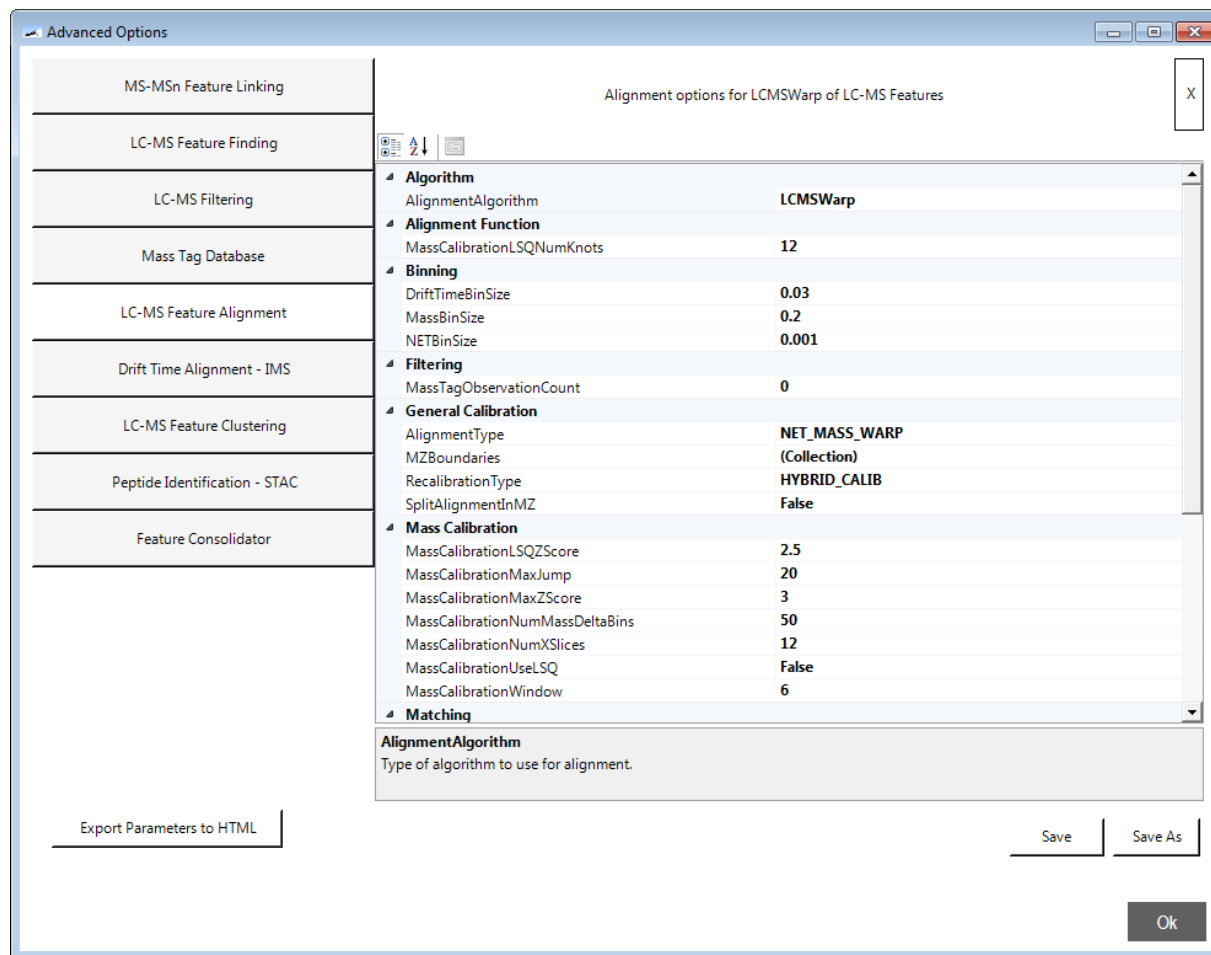 Advanced Options
MS-MSn Feature Linking
LC-MS Feature Finding
LC-MS Filtering
Mass Tag Database
LC-MS Feature Alignment
Drift Time Alignment - IMS
LC-MS Feature Clustering
Peptide Identification - STAC
Feature Consolidator
Export Parameters to HTML
Alignment options for LCMSWarp of LC-MS Features
X
A
Z
Algorithm
AlignmentAlgorithm LCMSWarp
Alignment Function
MassCalibrationLSQNumKnots 12
Binning
DriftTimeBinSize 0.03
MassBinSize 0.2
NETBinSize 0.001
Filtering
MassTagObservationCount 0
General Calibration
AlignmentType NET_MASS_WARP
MZBoundaries (Collection)
RecalibrationType HYBRID_CALIB
SplitAlignmentInMZ False
Mass Calibration
MassCalibrationLSQZScore 2.5
MassCalibrationMaxJump 20
MassCalibrationMaxZScore 3
MassCalibrationNumMassDeltaBins 50
MassCalibrationNumXSlices 12
MassCalibrationUseLSQ False
MassCalibrationWindow 6
Matching
AlignmentAlgorithm
Type of algorithm to use for alignment.
Save
Save As
Ok